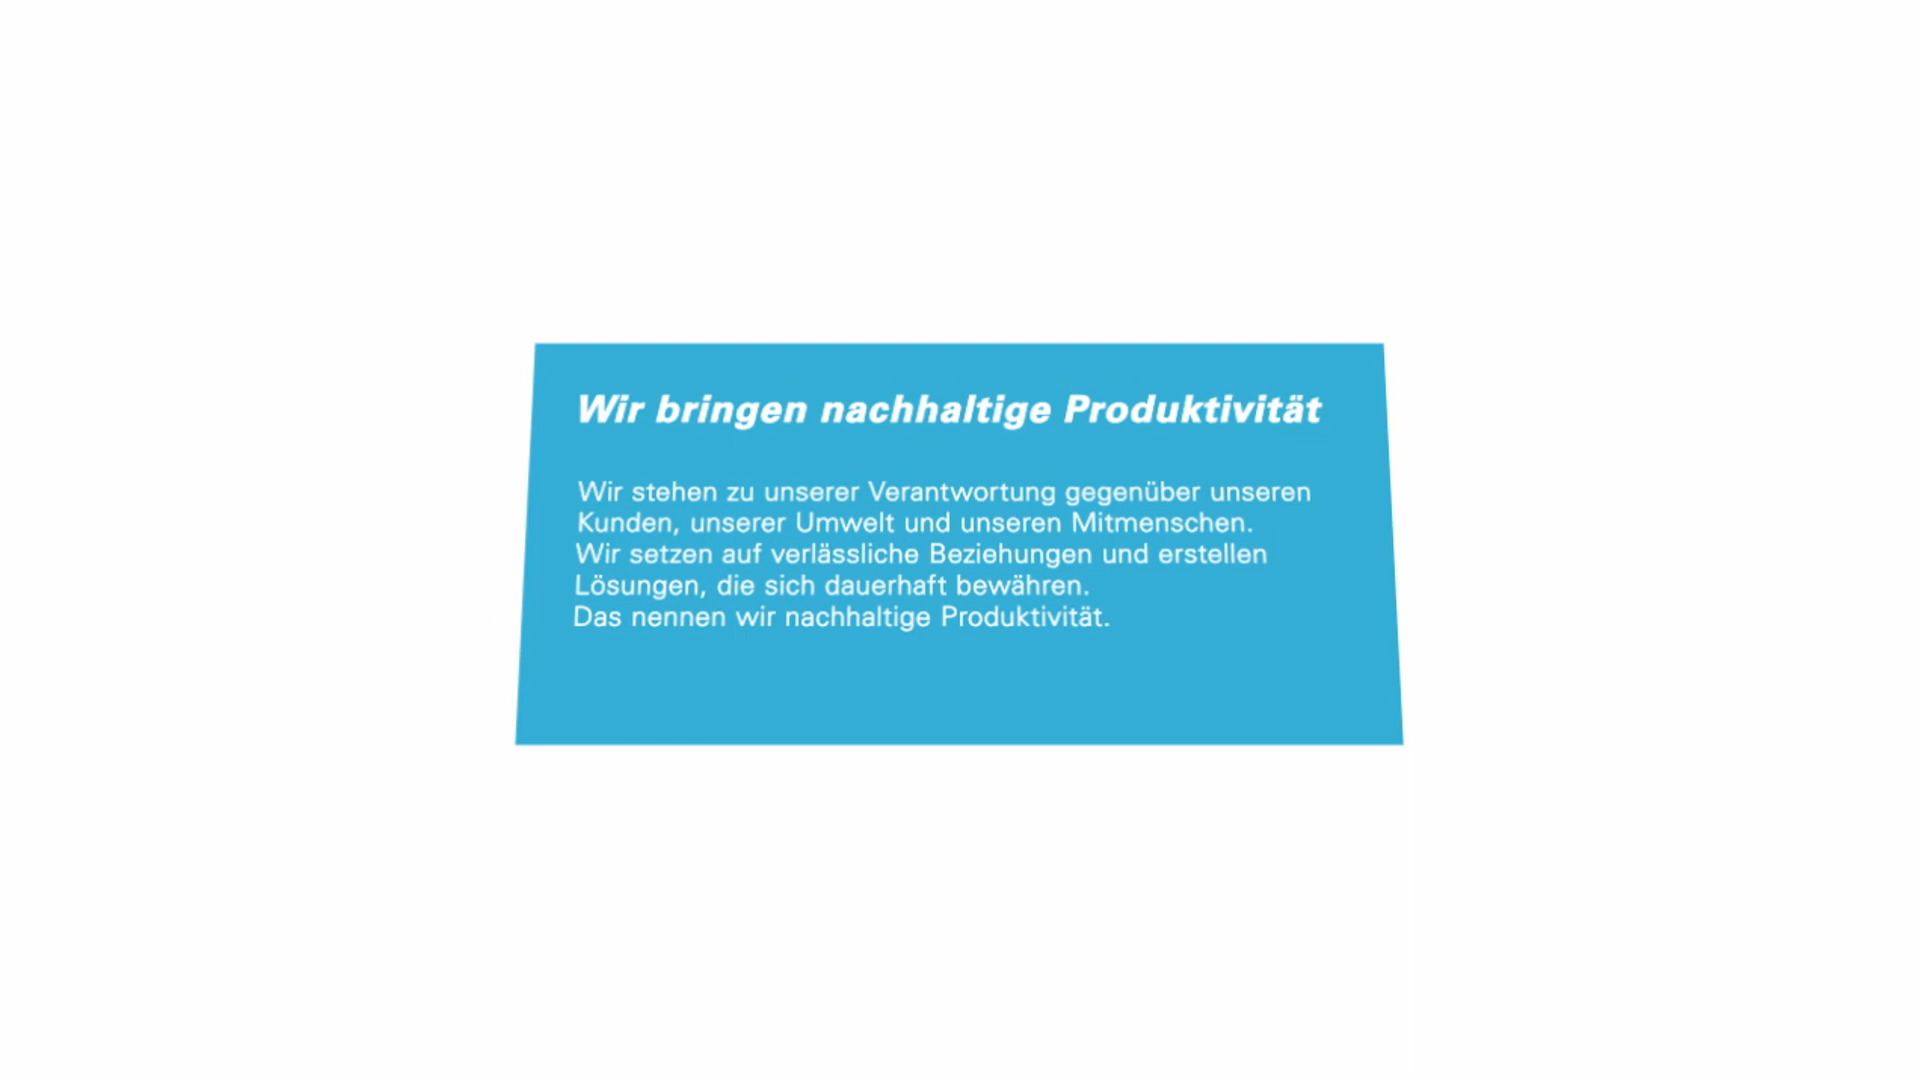 Wir bringen nachhaltige Produktivität
Wir stehen zu unserer Verantwortung gegenüber unseren
Kunden, unserer Umwelt und unseren Mitmenschen.
Wir setzen auf verlässliche Beziehungen und erstellen
Lösungen, die sich dauerhaft bewähren.
Das nennen wir nachhaltige Produktivität.